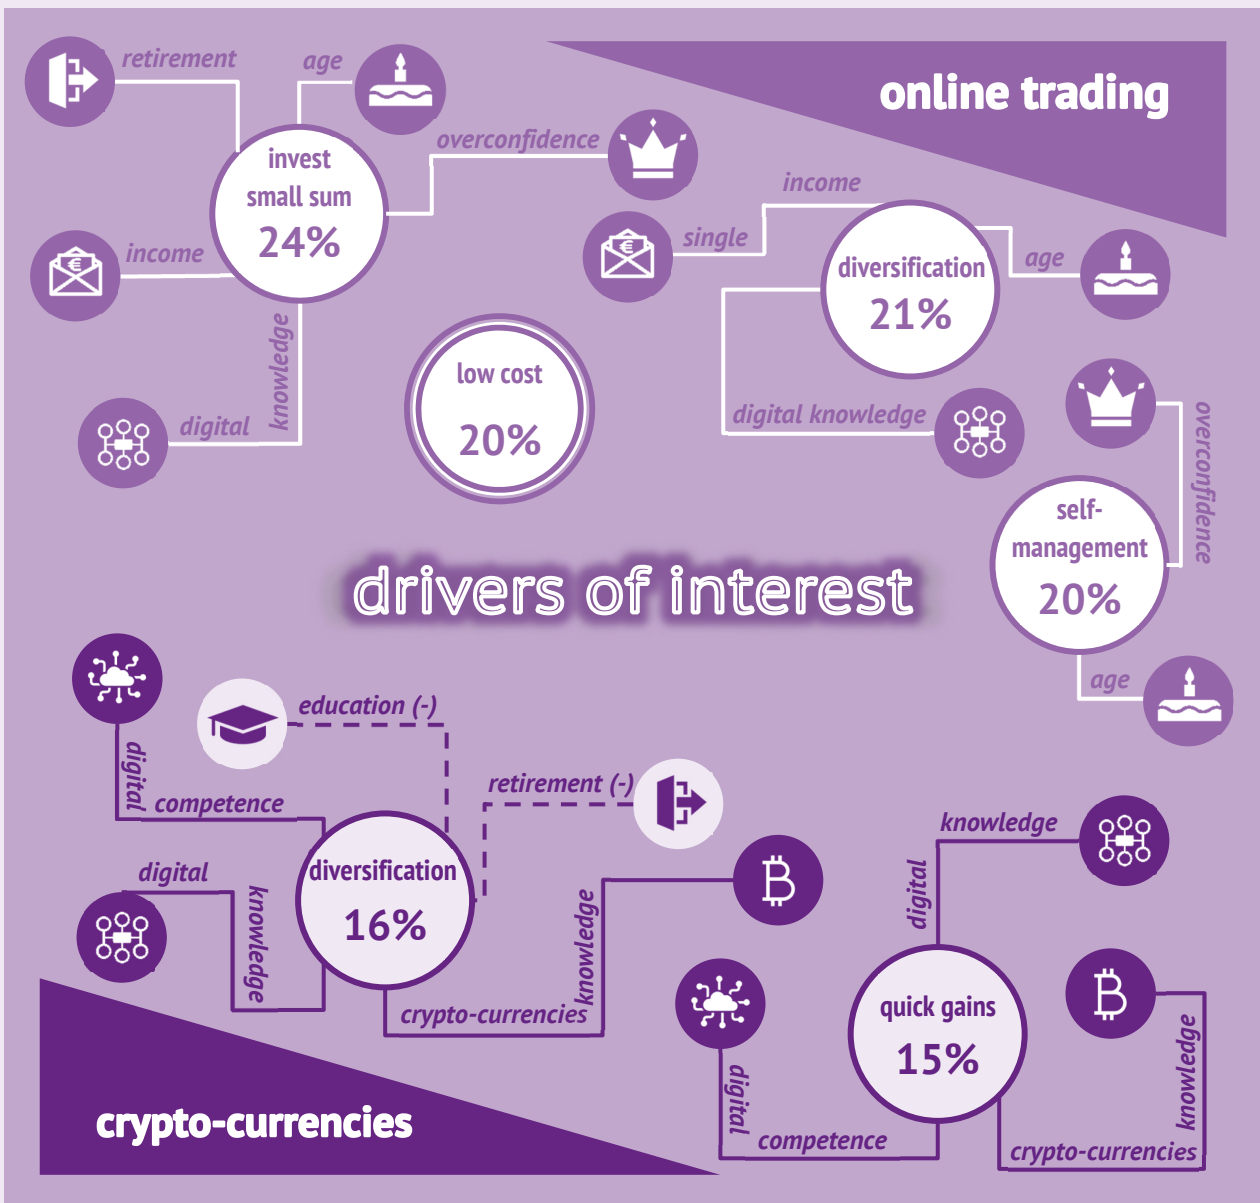 retirement
age
online trading
overconfidence
invest
small sum
24%
income
single
income
age
diversification
21%
digital
knowledge
low cost
20%
digital knowledge
overconfidence
self-
management
20%
age
drivers of interest
education (-)
retirement (-)
digital
competence
digital
knowledge
diversification
16%
crypto-currencies
knowledge
knowledge
digital
quick gains
15%
digital
competence
crypto-currencies
knowledge
crypto-currencies